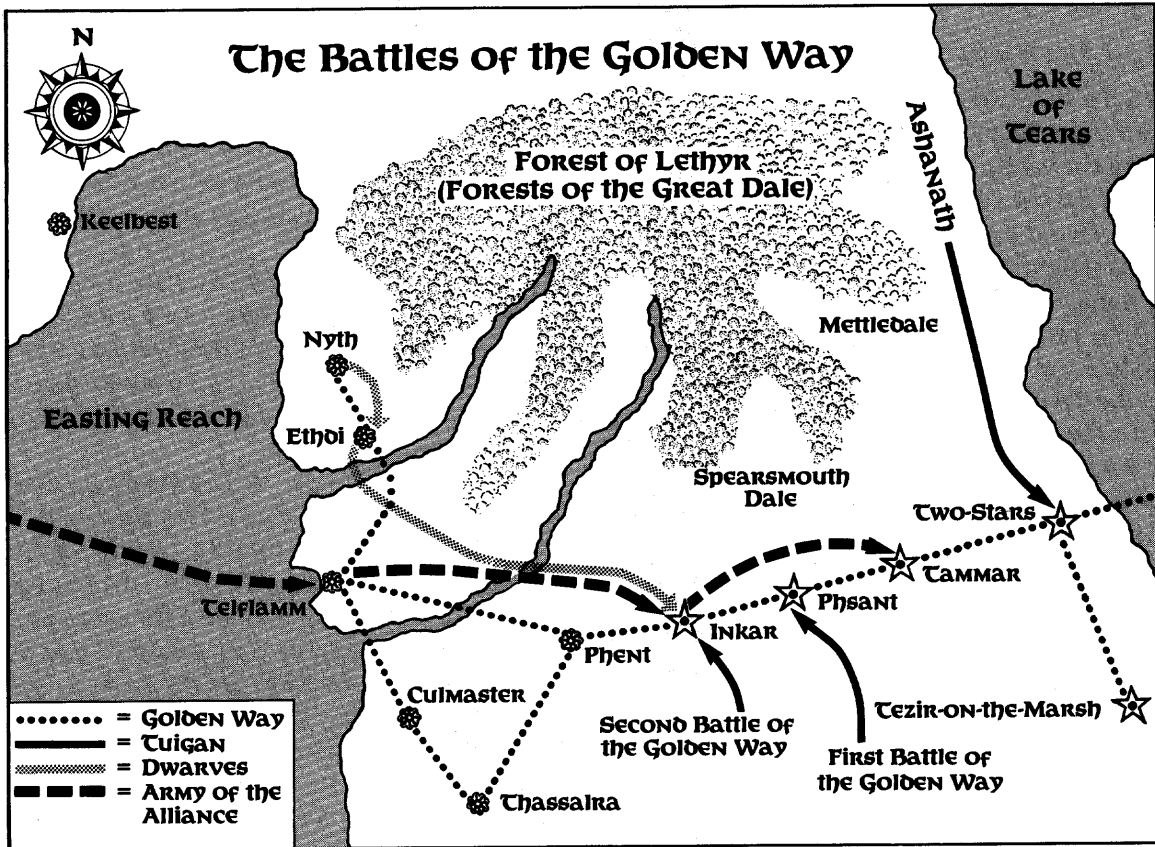 The Battles of the Golden Way
N
Lake
of
Tears
Ashanath
Forest of Lethyr
(Forests of the Great Dale)
Keelbest
Mettledale
Nyth
Easting Reach
Ethdi
Spearsmouth
Dale
Two-Stars
Tammar
Telflamm
Phsant
Inkar
Phent
Culmaster
Tezir-on-the-Marsh
Second Battle of
the Golden Way
First Battle of
the Golden Way
Thassalra
= Golden Way
= Tuigan
= Dwarves
= Army of the
Alliance